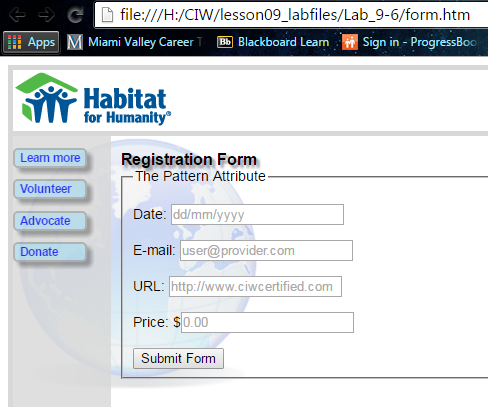 file:///H:/CIW/lesson09_labfiles/Lab_9-6/form.htm
Apps Miami Valley Career T Bb Blackboard Learn Sign in - ProgressBoo
Habitat
for Humanity®
Learn more
Volunteer
Advocate
Donate
Registration Form
The Pattern Attribute
Date: dd/mm/yyyy
E-mail: user@provider.com
URL: http://www.ciwcertified.com
Price: $0.00
Submit Form